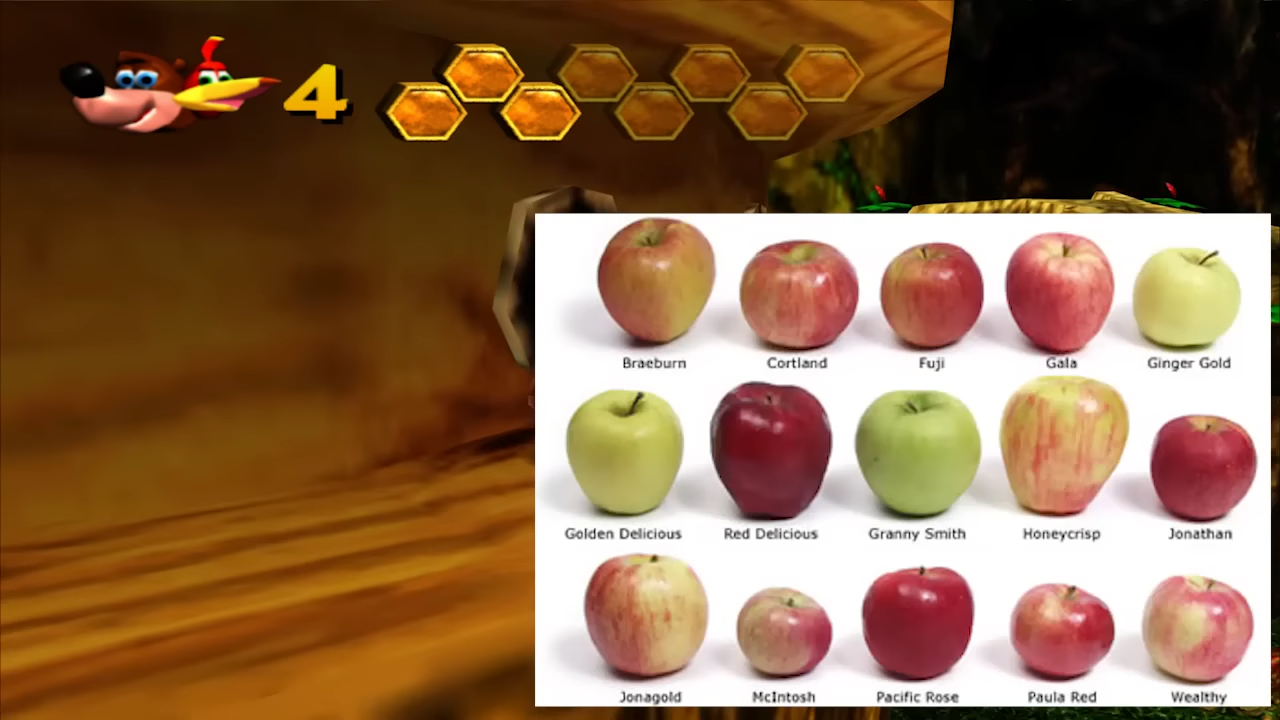 4
Braeburn Cortland Fuji Gala Ginger Gold
Golden Delicious Red Delicious Granny Smith Honeycrisp Jonathan
Jonagold McIntosh Pacific Rose Paula Red Wealthy